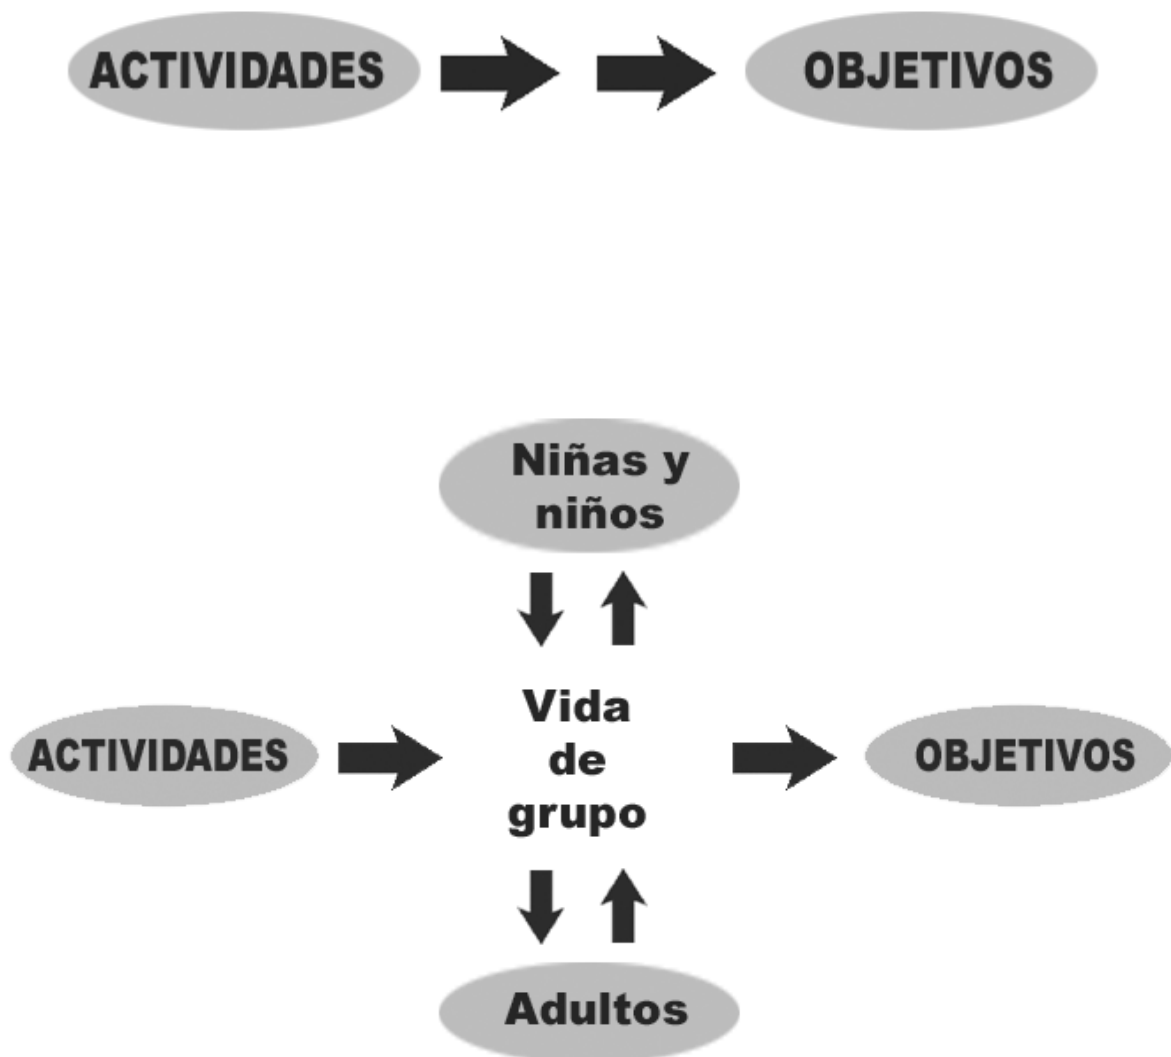 ACTIVIDADES
OBJETIVOS
Niñas y
niños
ACTIVIDADES
Vida
de
grupo
OBJETIVOS
Adultos